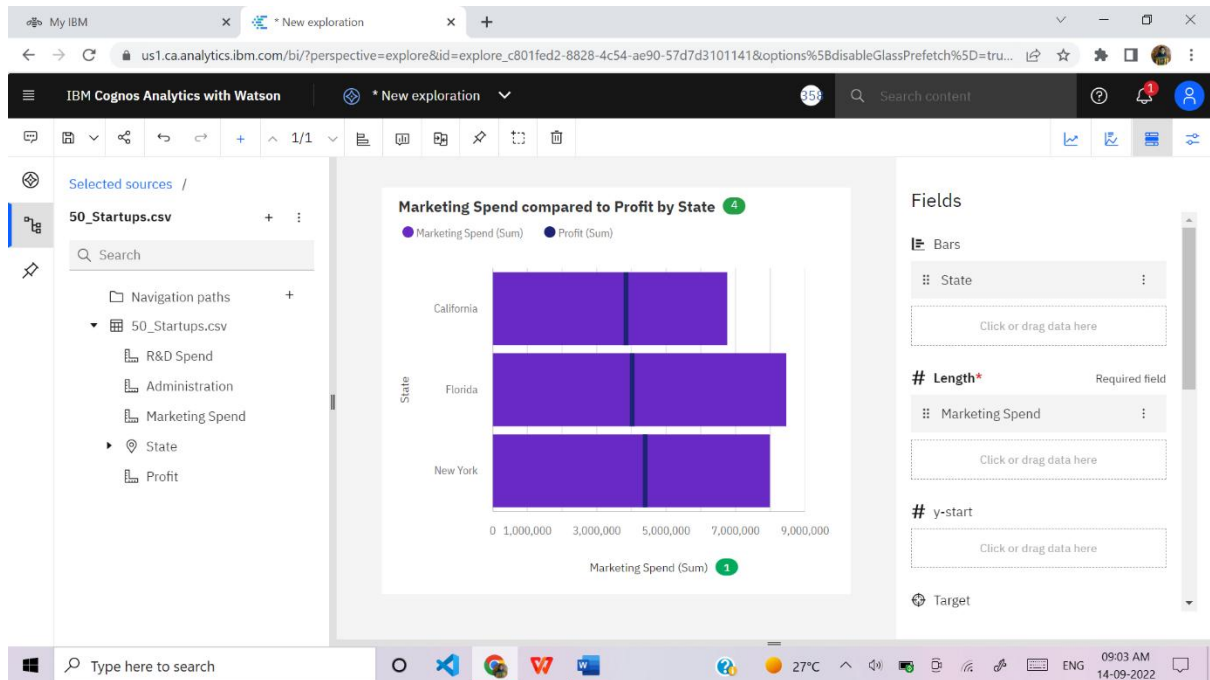 My IBM
* New exploration
us1.ca.analytics.ibm.com/bi/?perspective=explore&id=explore_c801fed2-8828-4c54-ae90-57d7d3101141&options%5BdisableGlassPrefetch%5D=tru...
IBM Cognos Analytics with Watson
* New exploration
358
Search content
1
1/1
Selected sources /
50_Startups.csv
Search
Navigation paths
50_Startups.csv
R&D Spend
Administration
Marketing Spend
State
Profit
Marketing Spend compared to Profit by State 4
Marketing Spend (Sum) Profit (Sum)
State
California
Florida
New York
0 1,000,000 3,000,000 5,000,000 7,000,000 9,000,000
Marketing Spend (Sum) 1
Fields
Bars
State
Click or drag data here
# Length* Required field
Marketing Spend
Click or drag data here
# y-start
Click or drag data here
Target
Type here to search
27°C
ENG
09:03 AM
14-09-2022